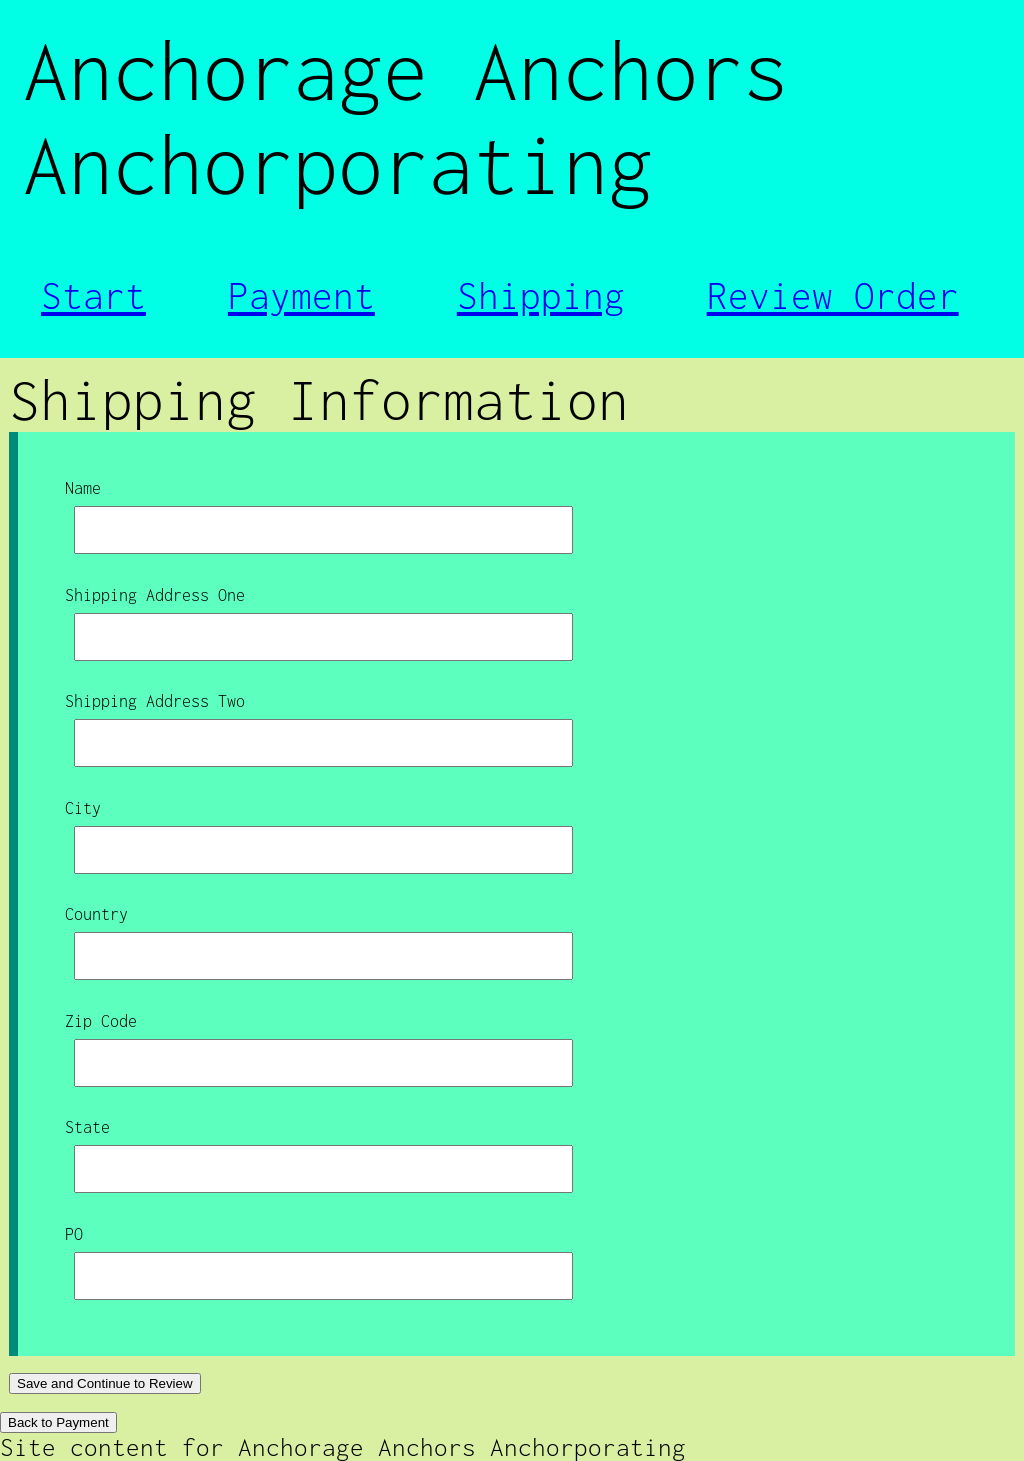 Anchorage Anchors
Anchorporating
Start Payment Shipping Review Order
Shipping Information
Name
Shipping Address One
Shipping Address Two
City
Country
Zip Code
State
PO
Save and Continue to Review
Back to Payment
Site content for Anchorage Anchors Anchorporating